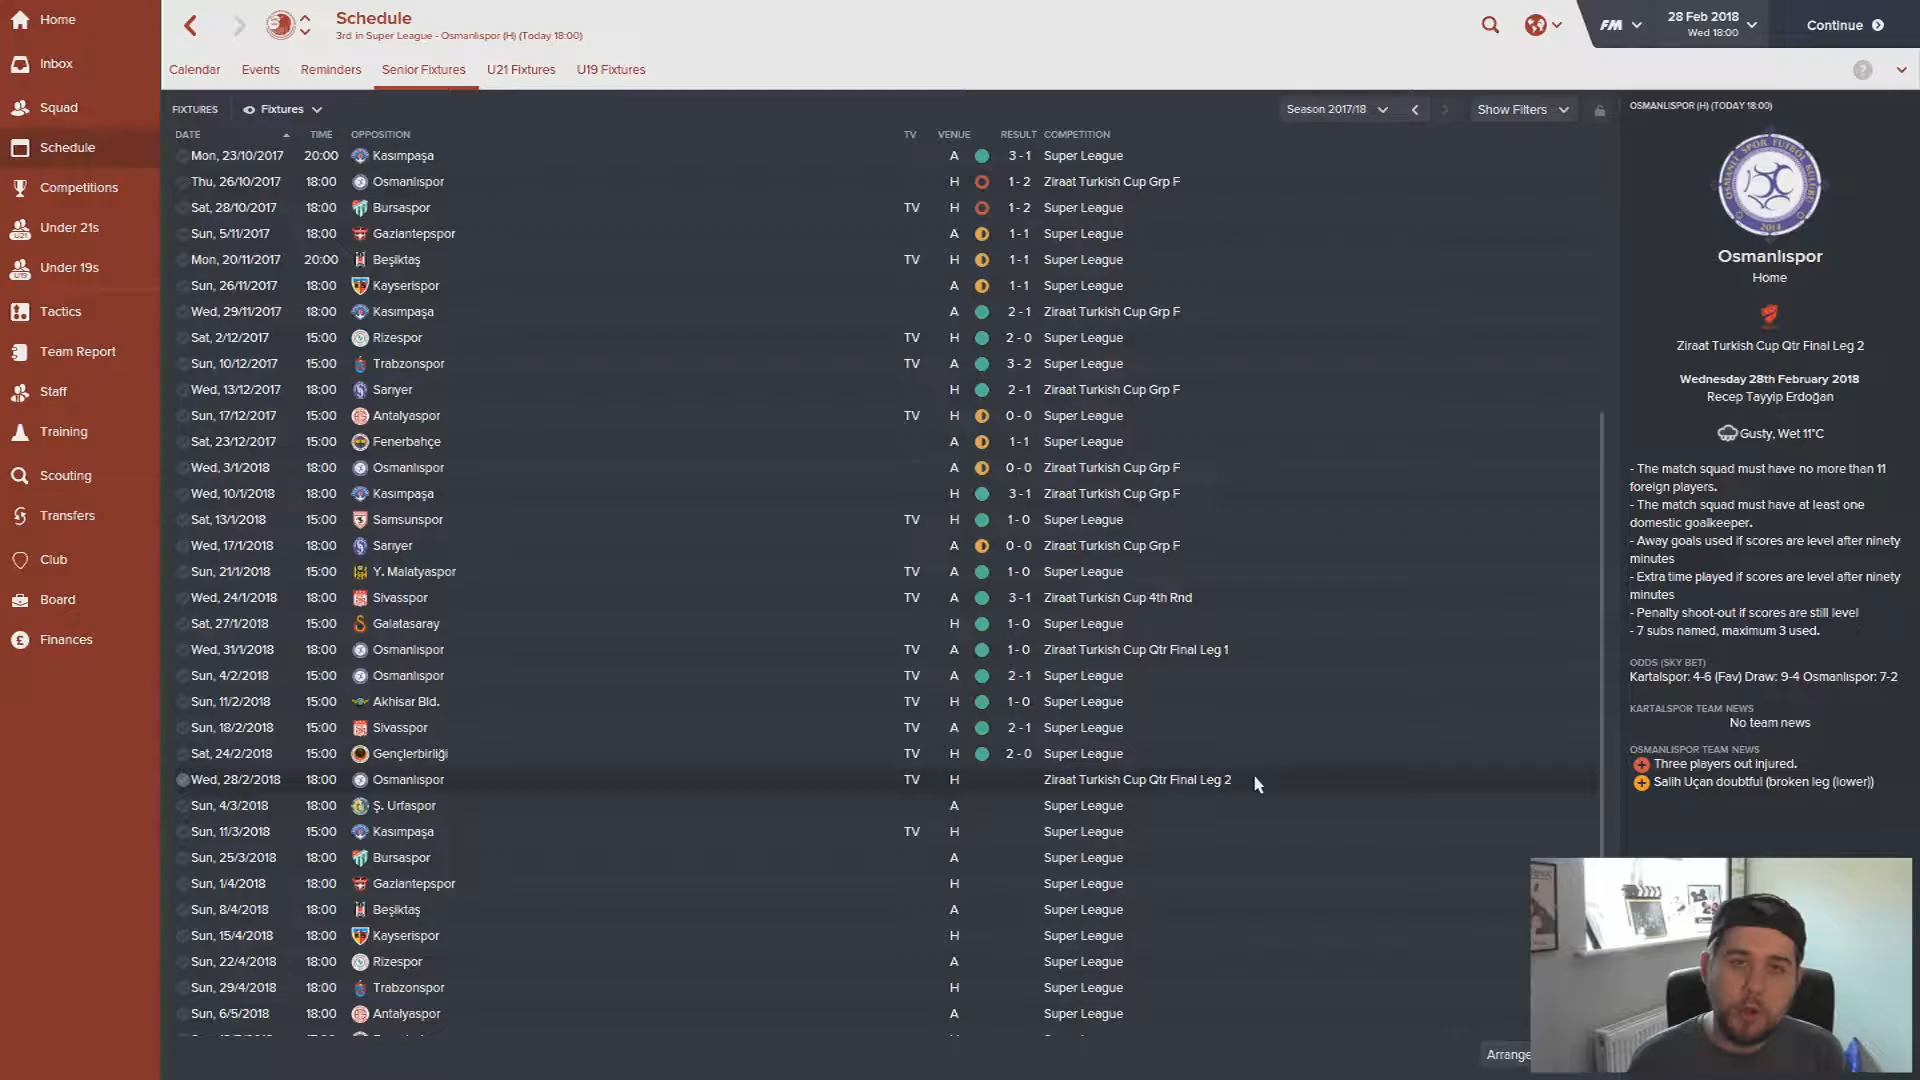 Home
Inbox
Squad
Schedule
Competitions
Under 21s
Under 19s
Tactics
Team Report
Staff
Training
Scouting
Transfers
Club
Board
Finances
Schedule
3rd in Super League - Osmanlıspor (H) (Today 18:00)
FM
28 Feb 2018
Wed 18:00
Continue
Calendar Events Reminders Senior Fixtures U21 Fixtures U19 Fixtures
FIXTURES Fixtures Season 2017/18 Show Filters
DATE TIME OPPOSITION TV VENUE RESULT COMPETITION
Mon, 23/10/2017 20:00 Kasımpaşa A 3 - 1 Super League
Thu, 26/10/2017 18:00 Osmanlıspor H 1 - 2 Ziraat Turkish Cup Grp F
Sat, 28/10/2017 18:00 Bursaspor TV H 1 - 2 Super League
Sun, 5/11/2017 18:00 Gaziantepspor A 1 - 1 Super League
Mon, 20/11/2017 20:00 Beşiktaş TV H 1 - 1 Super League
Sun, 26/11/2017 18:00 Kayserispor A 1 - 1 Super League
Wed, 29/11/2017 18:00 Kasımpaşa A 2 - 1 Ziraat Turkish Cup Grp F
Sat, 2/12/2017 15:00 Rizespor TV H 2 - 0 Super League
Sun, 10/12/2017 15:00 Trabzonspor TV A 3 - 2 Super League
Wed, 13/12/2017 18:00 Sarıyer H 2 - 1 Ziraat Turkish Cup Grp F
Sun, 17/12/2017 15:00 Antalyaspor TV H 0 - 0 Super League
Sat, 23/12/2017 15:00 Fenerbahçe A 1 - 1 Super League
Wed, 3/1/2018 18:00 Osmanlıspor A 0 - 0 Ziraat Turkish Cup Grp F
Wed, 10/1/2018 18:00 Kasımpaşa H 3 - 1 Ziraat Turkish Cup Grp F
Sat, 13/1/2018 15:00 Samsunspor TV H 1 - 0 Super League
Wed, 17/1/2018 18:00 Sarıyer A 0 - 0 Ziraat Turkish Cup Grp F
Sun, 21/1/2018 15:00 Y. Malatyaspor TV A 1 - 0 Super League
Wed, 24/1/2018 18:00 Sivasspor TV A 3 - 1 Ziraat Turkish Cup 4th Rnd
Sat, 27/1/2018 15:00 Galatasaray H 1 - 0 Super League
Wed, 31/1/2018 18:00 Osmanlıspor TV A 1 - 0 Ziraat Turkish Cup Qtr Final Leg 1
Sun, 4/2/2018 15:00 Osmanlıspor TV A 2 - 1 Super League
Sun, 11/2/2018 15:00 Akhisar Bld. TV H 1 - 0 Super League
Sun, 18/2/2018 15:00 Sivasspor TV A 2 - 1 Super League
Sat, 24/2/2018 15:00 Gençlerbirliği TV H 2 - 0 Super League
Wed, 28/2/2018 18:00 Osmanlıspor TV H Ziraat Turkish Cup Qtr Final Leg 2
Sun, 4/3/2018 18:00 Ş. Urfaspor A Super League
Sun, 11/3/2018 15:00 Kasımpaşa TV H Super League
Sun, 25/3/2018 18:00 Bursaspor A Super League
Sun, 1/4/2018 18:00 Gaziantepspor H Super League
Sun, 8/4/2018 18:00 Beşiktaş A Super League
Sun, 15/4/2018 18:00 Kayserispor H Super League
Sun, 22/4/2018 18:00 Rizespor A Super League
Sun, 29/4/2018 18:00 Trabzonspor H Super League
Sun, 6/5/2018 18:00 Antalyaspor A Super League
Arrange
OSMANLISPOR (H) (TODAY 18:00)
Osmanlıspor
Home
Ziraat Turkish Cup Qtr Final Leg 2
Wednesday 28th February 2018
Recep Tayyip Erdoğan
Gusty, Wet 11°C
- The match squad must have no more than 11
foreign players.
- The match squad must have at least one
domestic goalkeeper.
- Away goals used if scores are level after ninety
minutes
- Extra time played if scores are level after ninety
minutes
- Penalty shoot-out if scores are still level
- 7 subs named, maximum 3 used.
ODDS (SKY BET)
Kartalspor: 4-6 (Fav) Draw: 9-4 Osmanlıspor: 7-2
KARTALSPOR TEAM NEWS
No team news
OSMANLISPOR TEAM NEWS
Three players out injured.
Salih Uçan doubtful (broken leg (lower))